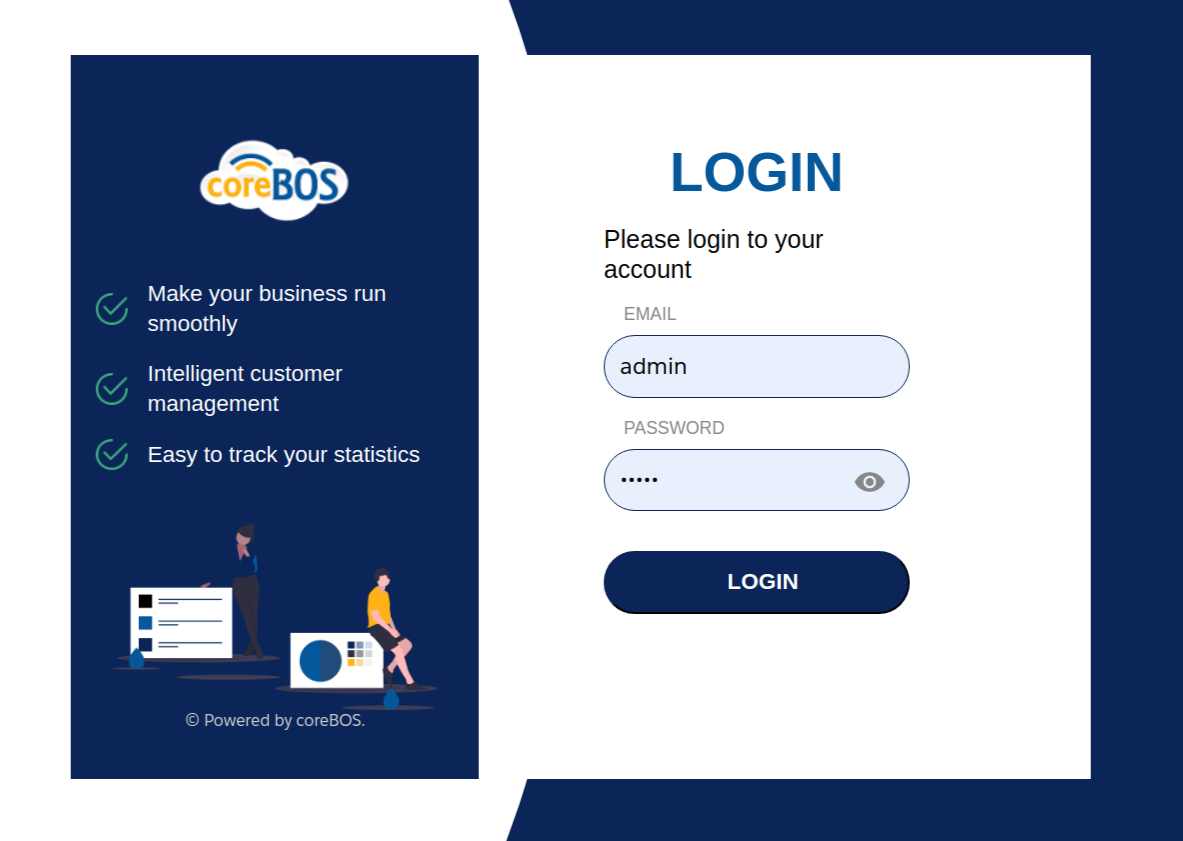 coreBOS
Make your business run
smoothly
Intelligent customer
management
Easy to track your statistics
© Powered by coreBOS.
LOGIN
Please login to your
account
EMAIL
admin
PASSWORD
•••••
LOGIN